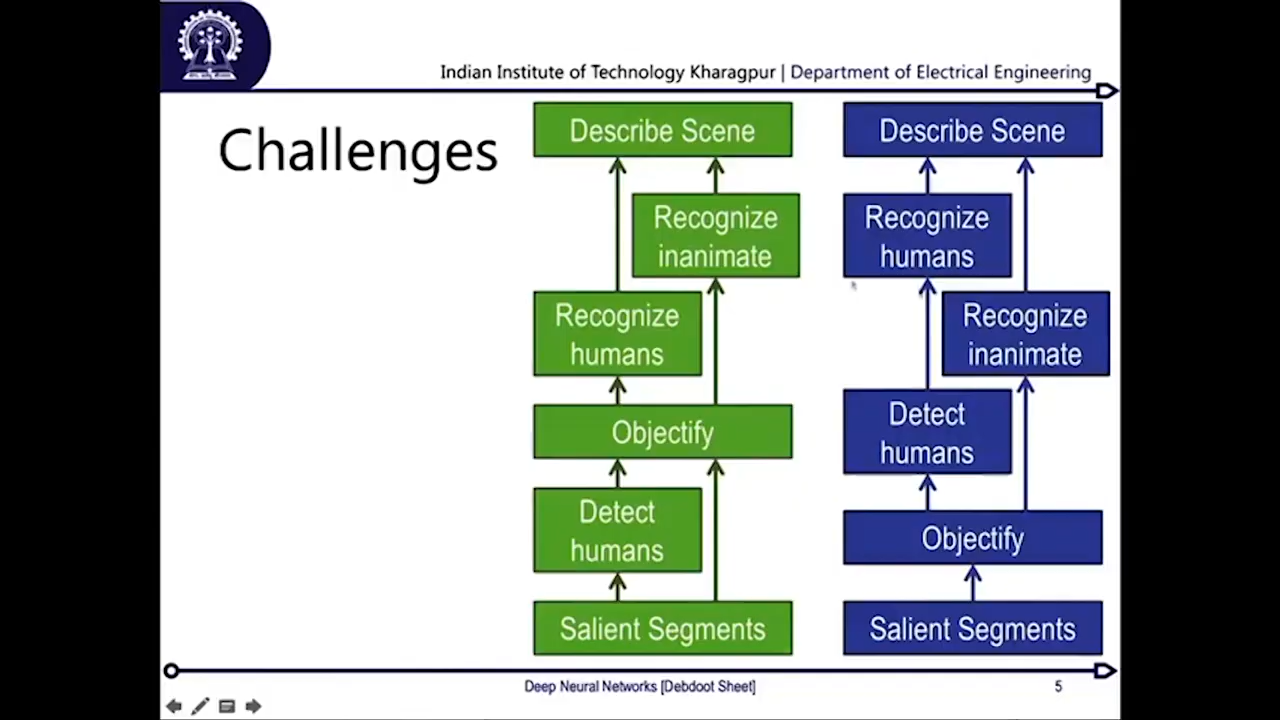 Indian Institute of Technology Kharagpur | Department of Electrical Engineering
Challenges
Describe Scene
Recognize
inanimate
Recognize
humans
Objectify
Detect
humans
Salient Segments
Describe Scene
Recognize
humans
Recognize
inanimate
Detect
humans
Objectify
Salient Segments
Deep Neural Networks [Debdoot Sheet]
5